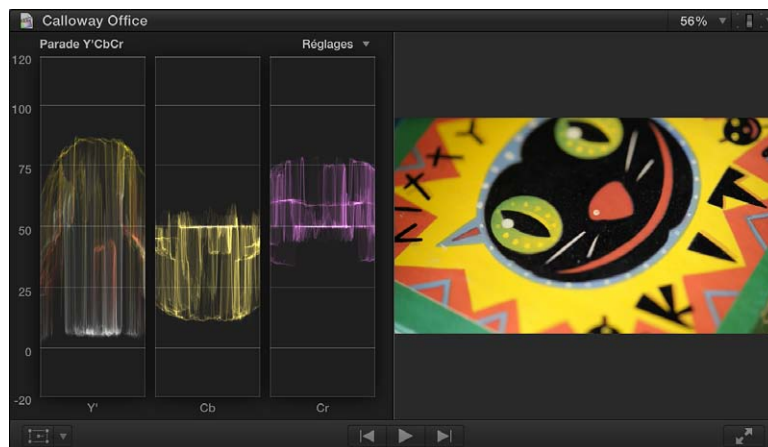 Calloway Office
56%
Parade Y'CbCr
Réglages
120
100
75
50
25
0
-20
Y'
Cb
Cr